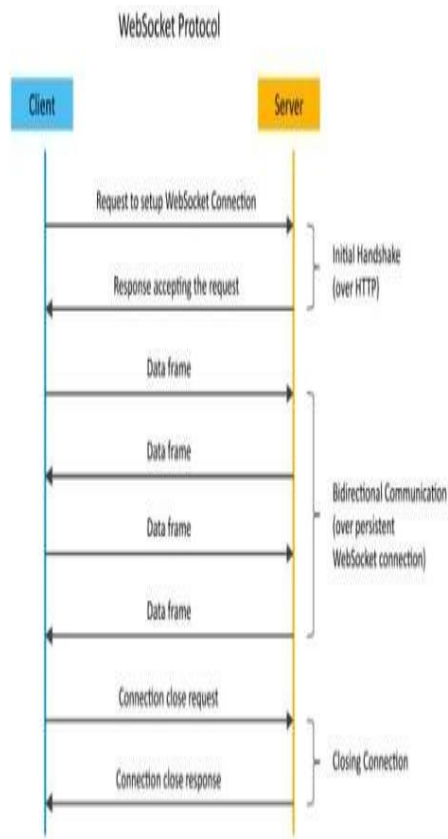 WebSocket Protocol
Client
Server
Request to setup WebSocket Connection
Response accepting the request
Initial Handshake
(over HTTP)
Data frame
Data frame
Data frame
Data frame
Bidirectional Communication
(over persistent
WebSocket connection)
Connection close request
Connection close response
Closing Connection